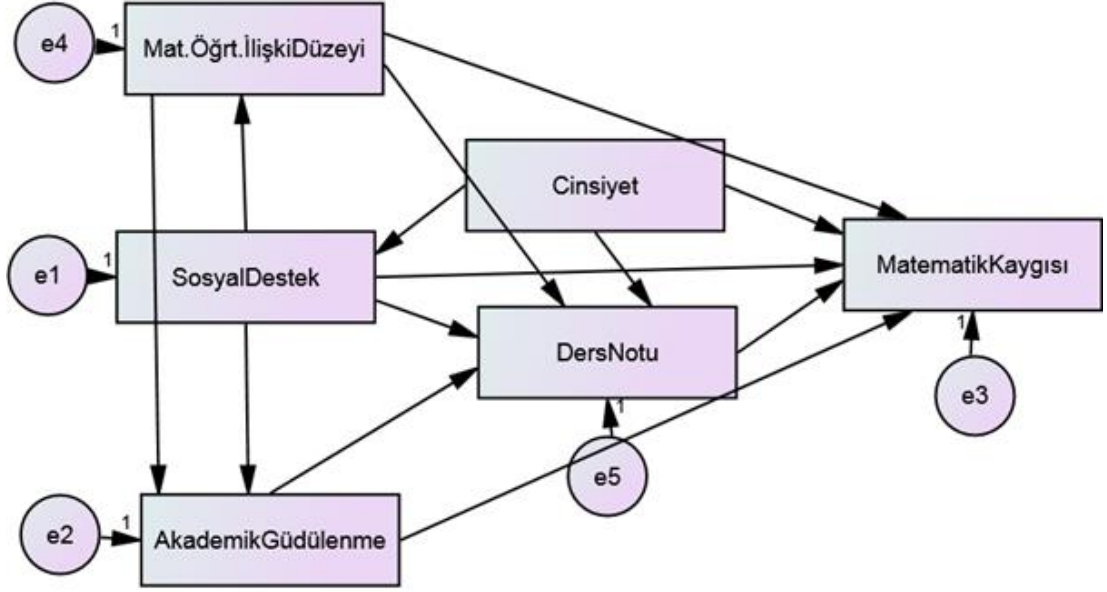 e4
1
Mat.Öğrt.İlişkiDüzeyi
Cinsiyet
e1
1
SosyalDestek
MatematikKaygısı
DersNotu
1
e3
1
e5
e2
1
AkademikGüdülenme